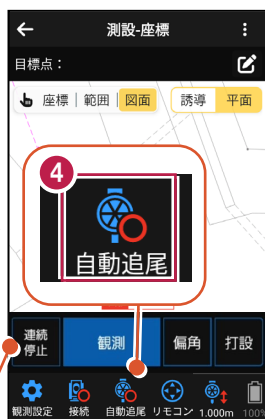 測設-座標
目標点：
座標 | 範囲 | 図面
誘導 平面
4
自動追尾
連続
停止
観測
偏角
打設
観測設定 接続 自動追尾 リモコン 1.000m 100%